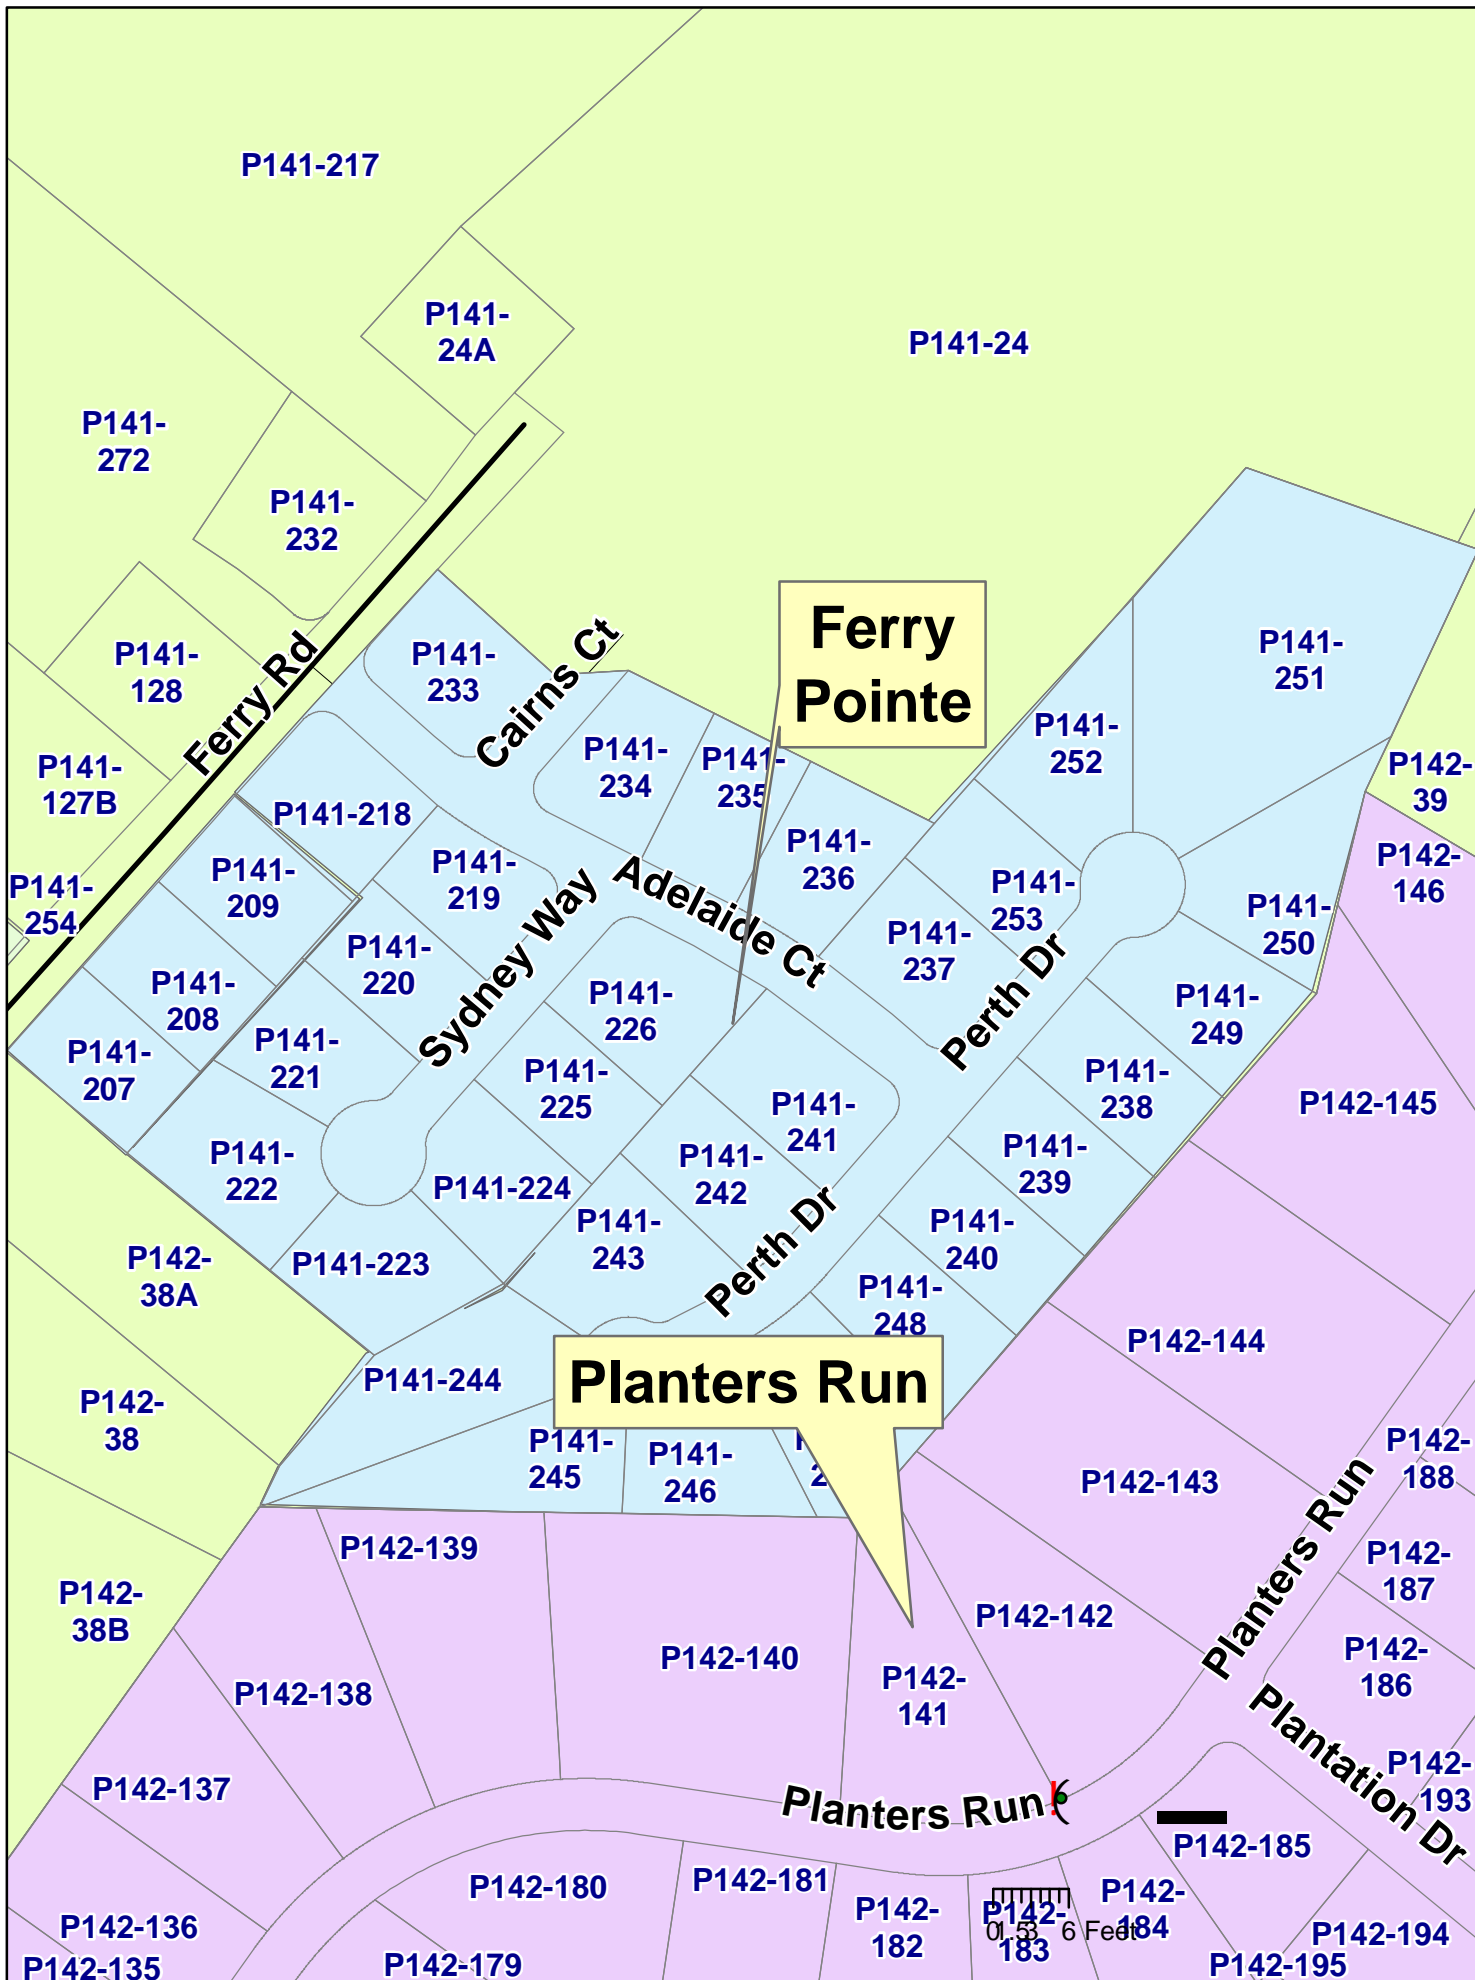 P141-217
P141-
24A
P141-24
P141-
272
P141-
232
Ferry
Pointe
Cairns Ct
P141-
233
P141-
251
P141-
128
Ferry Rd
P141-
252
P141-
234
P141-
235
P142-
39
P141-
127B
P141-218
P141-
236
P142-
146
P141-
219
P141-
209
P141-
253
P141-
254
P141-
250
Adelaide Ct
Sydney Way
P141-
237
P141-
220
Perth Dr
P141-
208
P141-
226
P141-
249
P141-
207
P141-
221
P141-
225
P141-
238
P142-145
P141-
241
P141-
222
P141-
242
P141-
239
P141-224
P141-
243
P141-
240
Perth Dr
P141-223
P142-
38A
P141-
248
P142-144
P141-244
Planters Run
P142-
38
P141-
245
P141-
246
P142-143
P142-
188
Planters Run
P142-139
P142-
187
P142-
38B
P142-142
P142-140
P142-
186
P142-138
P142-
141
Plantation Dr
P142-137
P142-
193
Planters Run
P142-185
P142-180
P142-181
P142-
184
P142-
182
P142-
183
6 Feet
P142-136
P142-194
P142-135
P142-179
P142-195